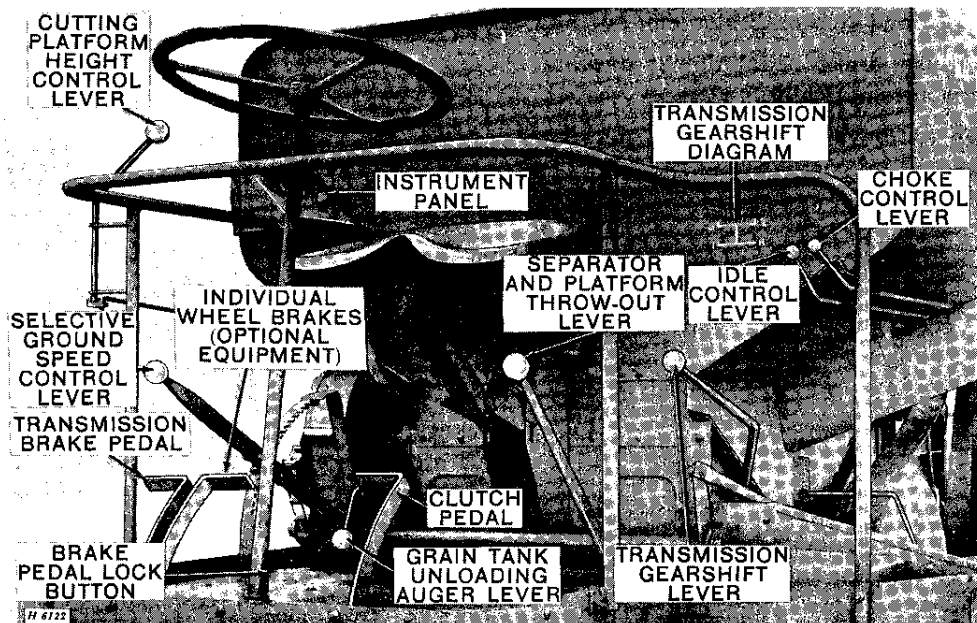 CUTTING
PLATFORM
HEIGHT
CONTROL
LEVER
TRANSMISSION
GEARSHIFT
DIAGRAM
INSTRUMENT
PANEL
CHOKE
CONTROL
LEVER
SEPARATOR
AND PLATFORM
THROW-OUT
LEVER
IDLE
CONTROL
LEVER
INDIVIDUAL
WHEEL BRAKES
(OPTIONAL
EQUIPMENT)
SELECTIVE
GROUND
SPEED
CONTROL
LEVER
TRANSMISSION
BRAKE PEDAL
CLUTCH
PEDAL
BRAKE
PEDAL LOCK
BUTTON
GRAIN TANK
UNLOADING
AUGER LEVER
TRANSMISSION
GEARSHIFT
LEVER
H 6122